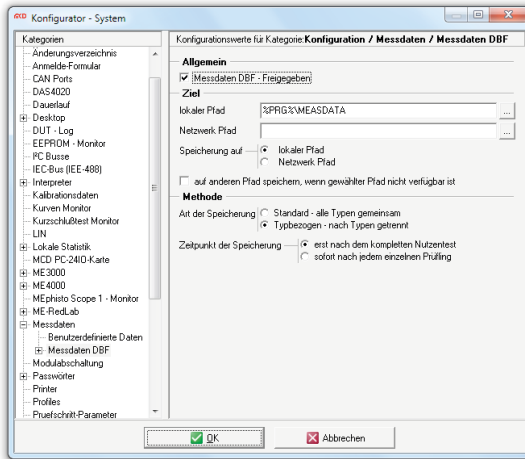 Konfigurator - System
Kategorien
Änderungsverzeichnis
Anmelde-Formular
CAN Ports
DAS4020
Dauerlauf
Desktop
DUT - Log
EEPROM - Monitor
I²C Busse
IEC-Bus (IEE-488)
Interpreter
Kalibrationsdaten
Kurven Monitor
Kurzschlußtest Monitor
LIN
Lokale Statistik
MCD PC-24IO-Karte
ME3000
ME4000
MEphisto Scope 1 - Monitor
ME-RedLab
Messdaten
Benutzerdefinierte Daten
Messdaten DBF
Modulabschaltung
Passwörter
Printer
Profiles
Pruefschritt-Parameter
Konfigurationswerte für Kategorie:Konfiguration / Messdaten / Messdaten DBF
Allgemein
Messdaten DBF - Freigegeben
Ziel
lokaler Pfad %PRG%\MEASDATA ...
Netzwerk Pfad ...
Speicherung auf lokaler Pfad
Netzwerk Pfad
auf anderen Pfad speichern, wenn gewählter Pfad nicht verfügbar ist
Methode
Art der Speicherung Standard - alle Typen gemeinsam
Typbezogen - nach Typen getrennt
Zeitpunkt der Speicherung erst nach dem kompletten Nutzentest
sofort nach jedem einzelnen Prüfling
OK Abbrechen